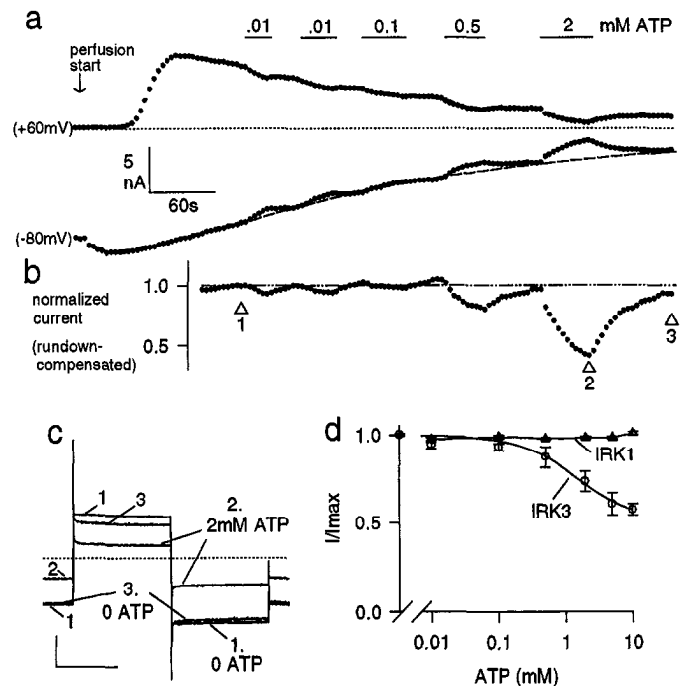 a
.01 .01 0.1 0.5 2 mM ATP
perfusion
start
(+60mV)
5
nA
60s
(-80mV)
b
normalized
current
(rundown-
compensated)
1.0
0.5
1
2
3
c
1
3
2.
2mM ATP
2
3.
0 ATP
1
1.
0 ATP
d
I/Imax
1.0
0.5
0.0
IRK1
IRK3
0.01 0.1 1 10
ATP (mM)